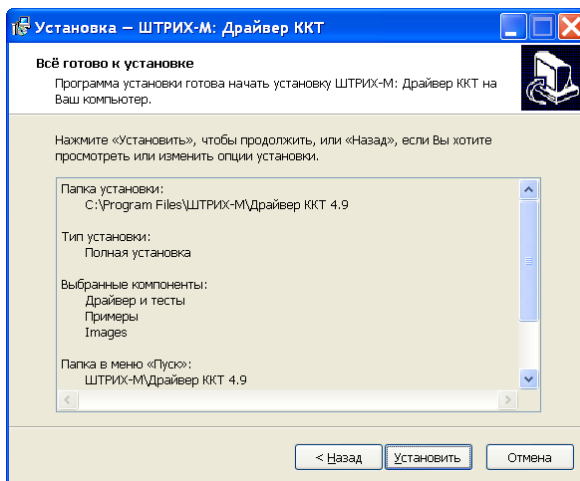 Установка — ШТРИХ-М: Драйвер ККТ
Всё готово к установке
Программа установки готова начать установку ШТРИХ-М: Драйвер ККТ на
Ваш компьютер.
Нажмите «Установить», чтобы продолжить, или «Назад», если Вы хотите
просмотреть или изменить опции установки.
Папка установки:
C:\Program Files\ШТРИХ-М\Драйвер ККТ 4.9
Тип установки:
Полная установка
Выбранные компоненты:
Драйвер и тесты
Примеры
Images
Папка в меню «Пуск»:
ШТРИХ-М\Драйвер ККТ 4.9
< Назад Установить Отмена